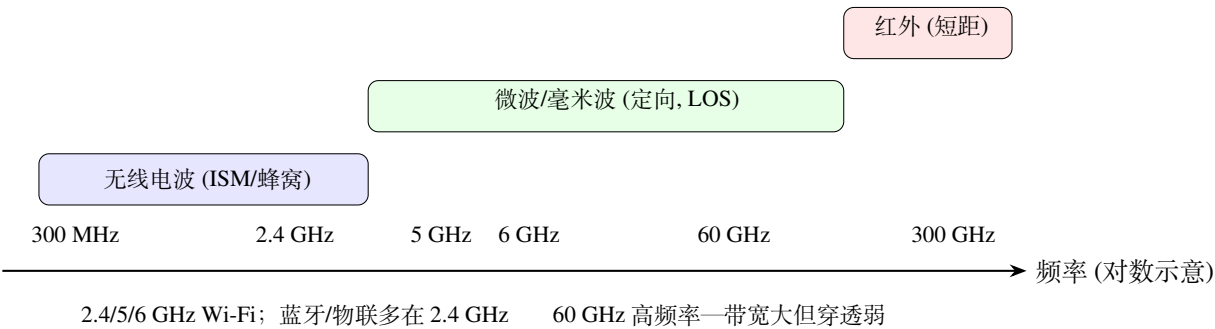 红外 (短距)
微波/毫米波 (定向, LOS)
无线电波 (ISM/蜂窝)
300 MHz 2.4 GHz 5 GHz 6 GHz 60 GHz 300 GHz
频率 (对数示意)
2.4/5/6 GHz Wi-Fi；蓝牙/物联多在 2.4 GHz 60 GHz 高频率—带宽大但穿透弱